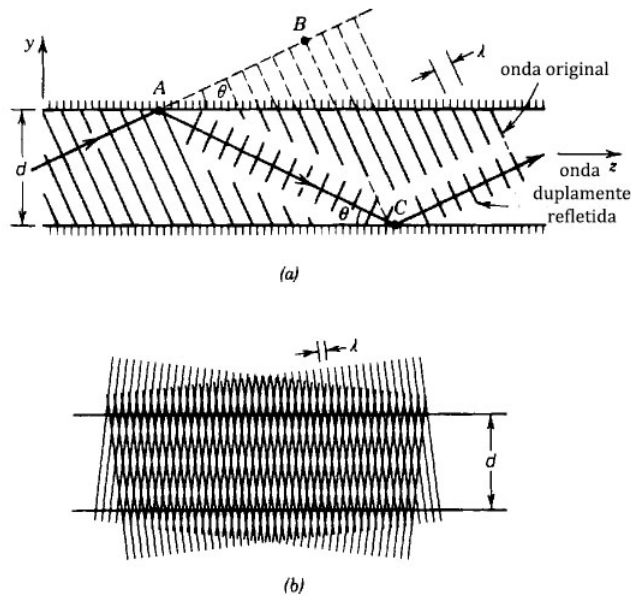 y
A
B
θ
λ
onda original
d
θ
C
z
onda
duplamente
refletida
(a)
λ
d
(b)